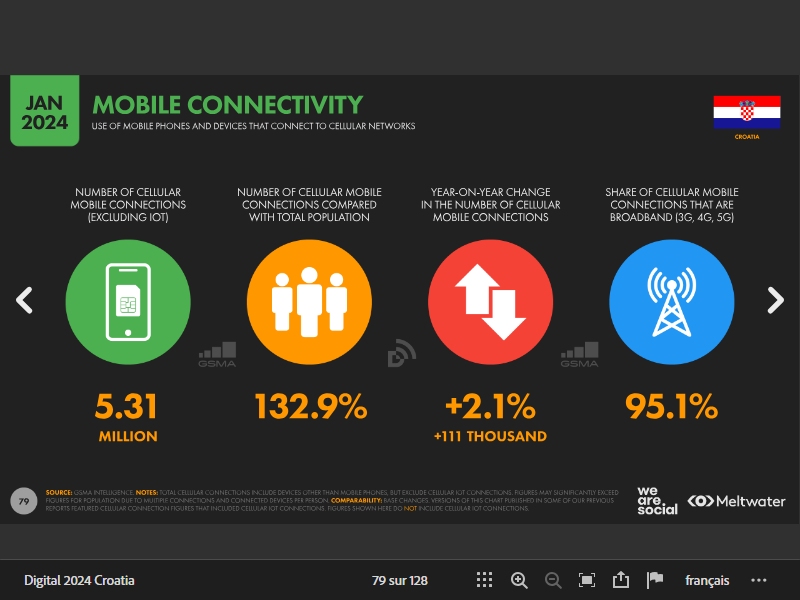 JAN
2024
MOBILE CONNECTIVITY
USE OF MOBILE PHONES AND DEVICES THAT CONNECT TO CELLULAR NETWORKS
CROATIA
NUMBER OF CELLULAR
MOBILE CONNECTIONS
(EXCLUDING IOT)
NUMBER OF CELLULAR MOBILE
CONNECTIONS COMPARED
WITH TOTAL POPULATION
YEAR-ON-YEAR CHANGE
IN THE NUMBER OF CELLULAR
MOBILE CONNECTIONS
SHARE OF CELLULAR MOBILE
CONNECTIONS THAT ARE
BROADBAND (3G, 4G, 5G)
GSMA
GSMA
5.31
MILLION
132.9%
+2.1%
+111 THOUSAND
95.1%
79
SOURCE: GSMA INTELLIGENCE. NOTES: TOTAL CELLULAR CONNECTIONS INCLUDE DEVICES OTHER THAN MOBILE PHONES, BUT EXCLUDE CELLULAR IOT CONNECTIONS. FIGURES MAY SIGNIFICANTLY EXCEED
FIGURES FOR POPULATION DUE TO MULTIPLE CONNECTIONS AND CONNECTED DEVICES PER PERSON. COMPARABILITY: BASE CHANGES. VERSIONS OF THIS CHART PUBLISHED IN SOME OF OUR PREVIOUS
REPORTS FEATURED CELLULAR CONNECTION FIGURES THAT INCLUDED CELLULAR IOT CONNECTIONS. FIGURES SHOWN HERE DO NOT INCLUDE CELLULAR IOT CONNECTIONS.
we
are
social
Meltwater
Digital 2024 Croatia
79 sur 128
français